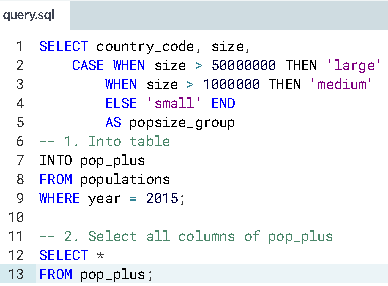 query.sql
1 SELECT country_code, size,
2 CASE WHEN size > 50000000 THEN 'large'
3 WHEN size > 1000000 THEN 'medium'
4 ELSE 'small' END
5 AS popsize_group
6 -- 1. Into table
7 INTO pop_plus
8 FROM populations
9 WHERE year = 2015;
10
11 -- 2. Select all columns of pop_plus
12 SELECT *
13 FROM pop_plus;